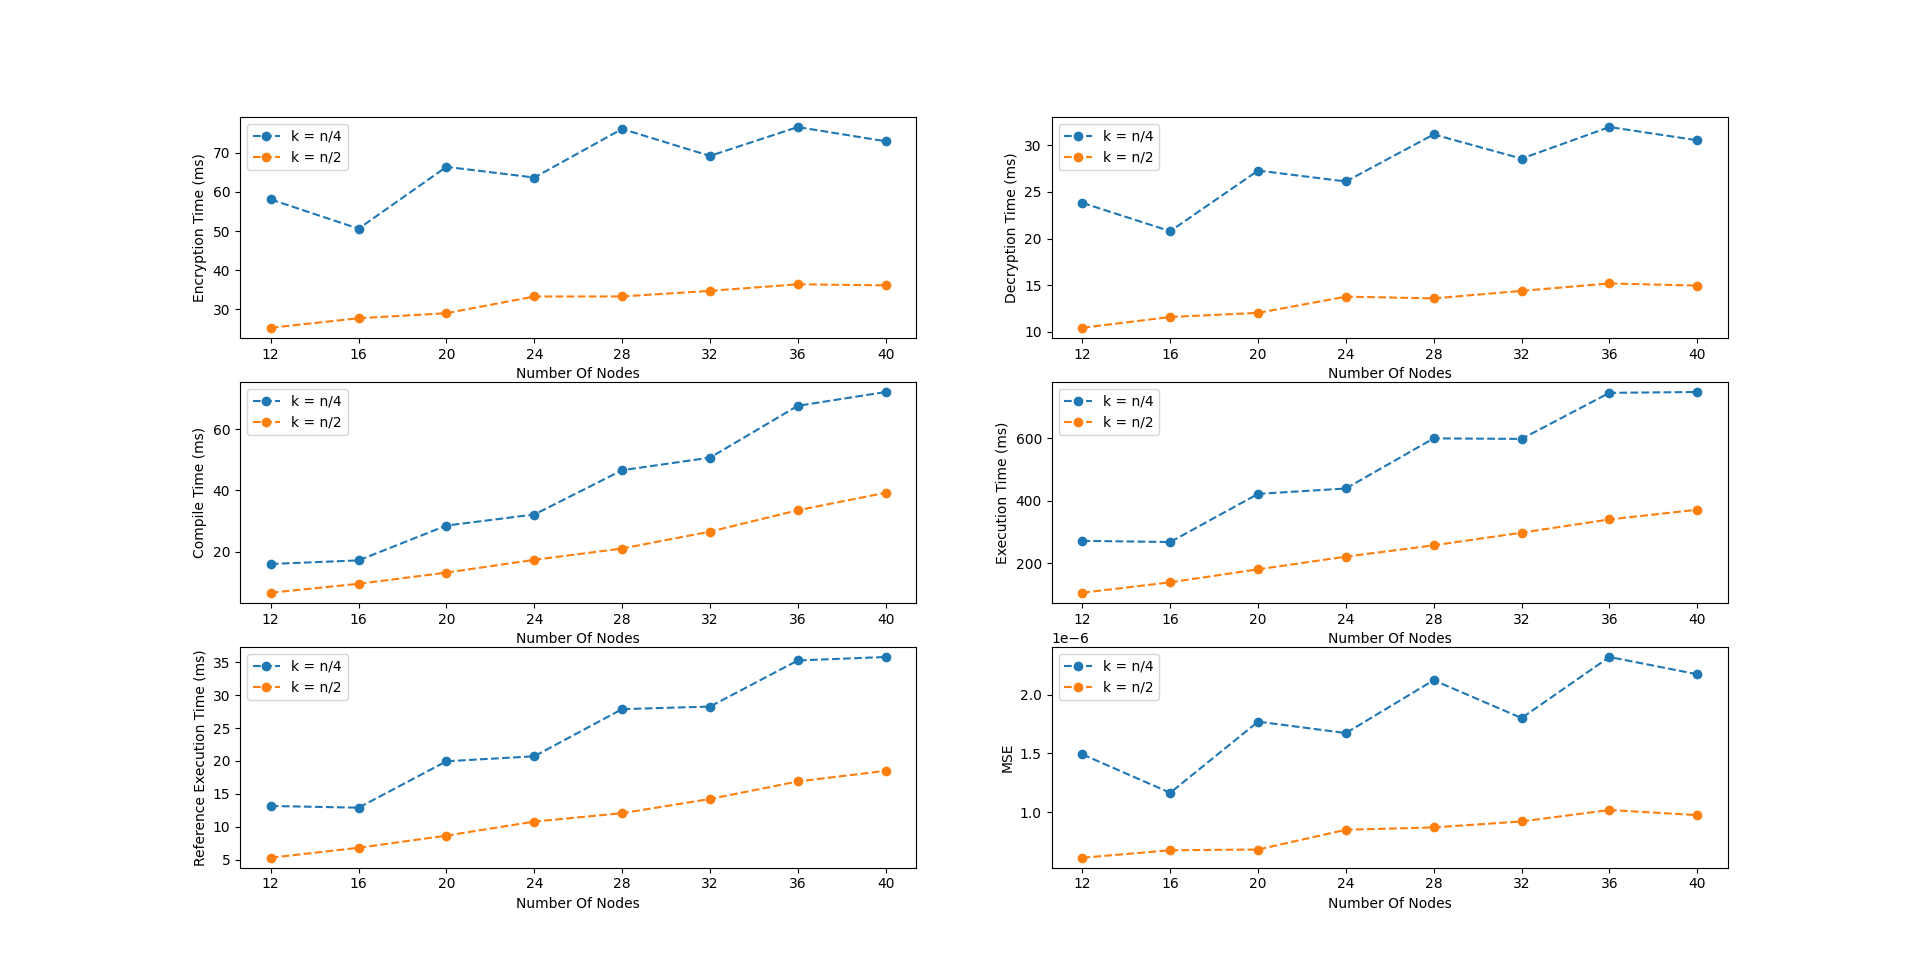 k = n/4
k = n/2
70
60
50
40
30
Encryption Time (ms)
12 16 20 24 28 32 36 40
Number Of Nodes
k = n/4
k = n/2
30
25
20
15
10
Decryption Time (ms)
12 16 20 24 28 32 36 40
Number Of Nodes
k = n/4
k = n/2
60
40
20
Compile Time (ms)
12 16 20 24 28 32 36 40
Number Of Nodes
k = n/4
k = n/2
600
400
200
Execution Time (ms)
12 16 20 24 28 32 36 40
Number Of Nodes
k = n/4
k = n/2
35
30
25
20
15
10
5
Reference Execution Time (ms)
12 16 20 24 28 32 36 40
Number Of Nodes
1e−6
k = n/4
k = n/2
2.0
1.5
1.0
MSE
12 16 20 24 28 32 36 40
Number Of Nodes